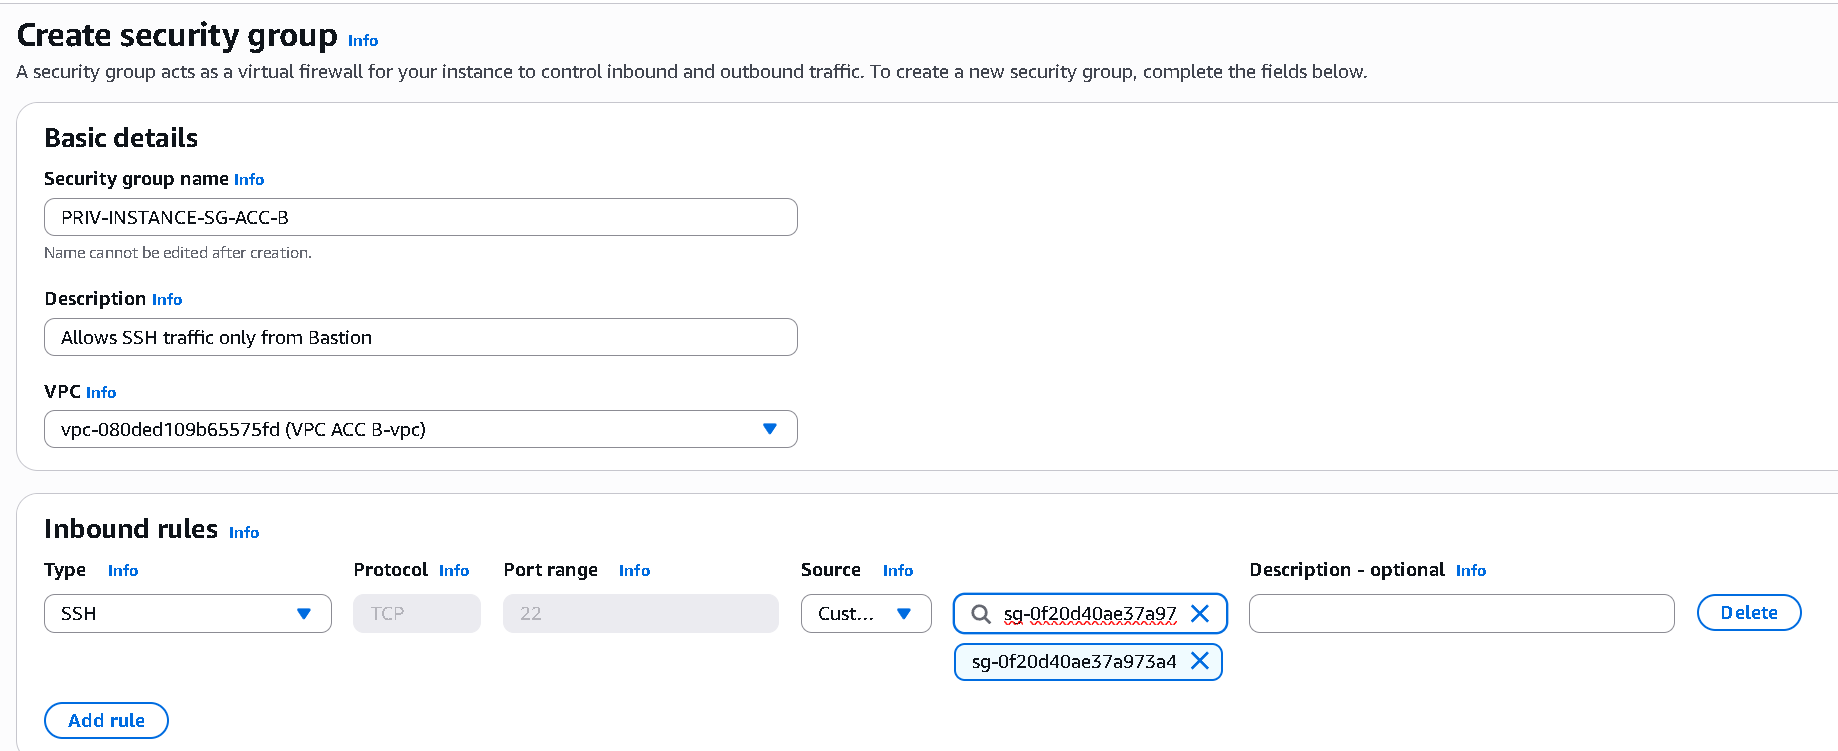 Create security group Info
A security group acts as a virtual firewall for your instance to control inbound and outbound traffic. To create a new security group, complete the fields below.
Basic details
Security group name Info
PRIV-INSTANCE-SG-ACC-B
Name cannot be edited after creation.
Description Info
Allows SSH traffic only from Bastion
VPC Info
vpc-080ded109b65575fd (VPC ACC B-vpc)
Inbound rules Info
Type Info Protocol Info Port range Info Source Info Description - optional Info
SSH TCP 22 Cust... sg-0f20d40ae37a97 Delete
sg-0f20d40ae37a973a4
Add rule